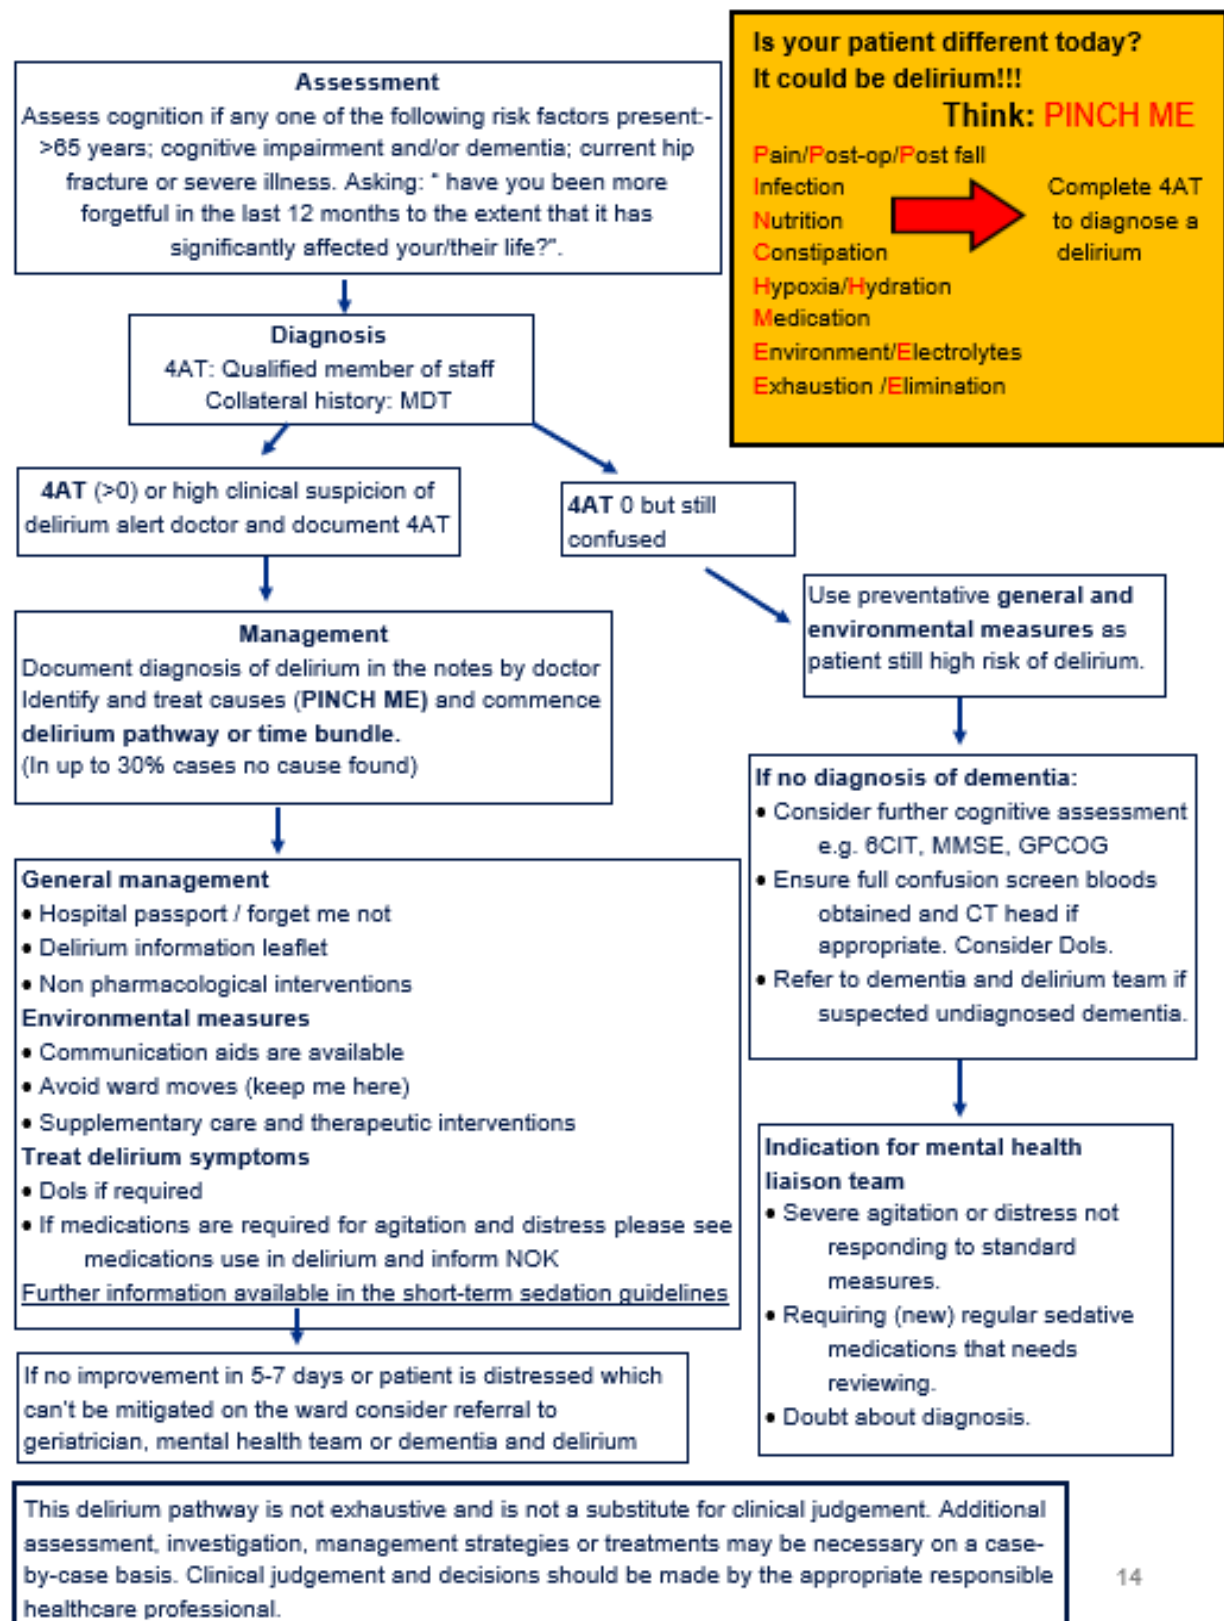 Is your patient different today?
It could be delirium!!!
Think: PINCH ME
Pain/Post-op/Post fall
Infection
Nutrition
Constipation
Hypoxia/Hydration
Medication
Environment/Electrolytes
Exhaustion /Elimination
Complete 4AT
to diagnose a
delirium
Assessment
Assess cognition if any one of the following risk factors present:-
>65 years; cognitive impairment and/or dementia; current hip
fracture or severe illness. Asking: “ have you been more
forgetful in the last 12 months to the extent that it has
significantly affected your/their life?”.
Diagnosis
4AT: Qualified member of staff
Collateral history: MDT
4AT (>0) or high clinical suspicion of
delirium alert doctor and document 4AT
4AT 0 but still
confused
Management
Document diagnosis of delirium in the notes by doctor
Identify and treat causes (PINCH ME) and commence
delirium pathway or time bundle.
(In up to 30% cases no cause found)
Use preventative general and
environmental measures as
patient still high risk of delirium.
General management
• Hospital passport / forget me not
• Delirium information leaflet
• Non pharmacological interventions
Environmental measures
• Communication aids are available
• Avoid ward moves (keep me here)
• Supplementary care and therapeutic interventions
Treat delirium symptoms
• Dols if required
• If medications are required for agitation and distress please see
medications use in delirium and inform NOK
Further information available in the short-term sedation guidelines
If no diagnosis of dementia:
• Consider further cognitive assessment
e.g. 6CIT, MMSE, GPCOG
• Ensure full confusion screen bloods
obtained and CT head if
appropriate. Consider Dols.
• Refer to dementia and delirium team if
suspected undiagnosed dementia.
Indication for mental health
liaison team
• Severe agitation or distress not
responding to standard
measures.
• Requiring (new) regular sedative
medications that needs
reviewing.
• Doubt about diagnosis.
If no improvement in 5-7 days or patient is distressed which
can't be mitigated on the ward consider referral to
geriatrician, mental health team or dementia and delirium
This delirium pathway is not exhaustive and is not a substitute for clinical judgement. Additional
assessment, investigation, management strategies or treatments may be necessary on a case-
by-case basis. Clinical judgement and decisions should be made by the appropriate responsible
healthcare professional.
14